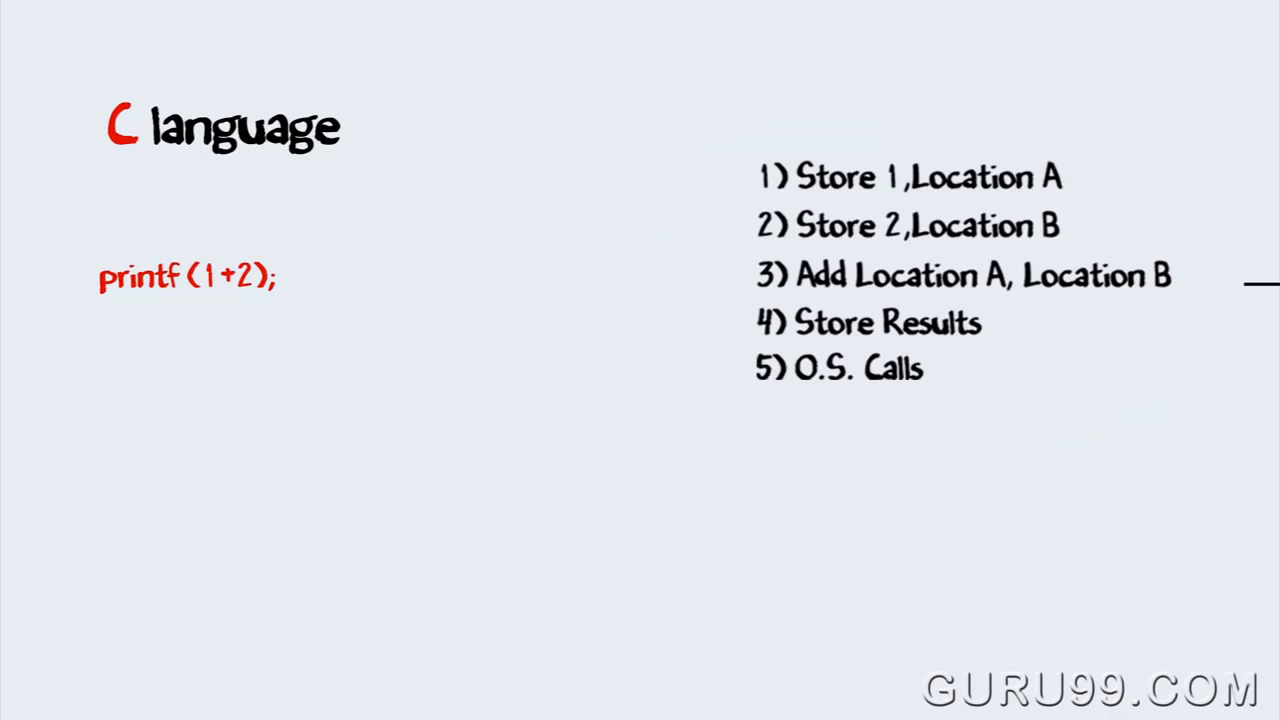 C language
printf (1+2);
1) Store 1,Location A
2) Store 2,Location B
3) Add Location A, Location B
4) Store Results
5) O.S. Calls
GURU99.COM